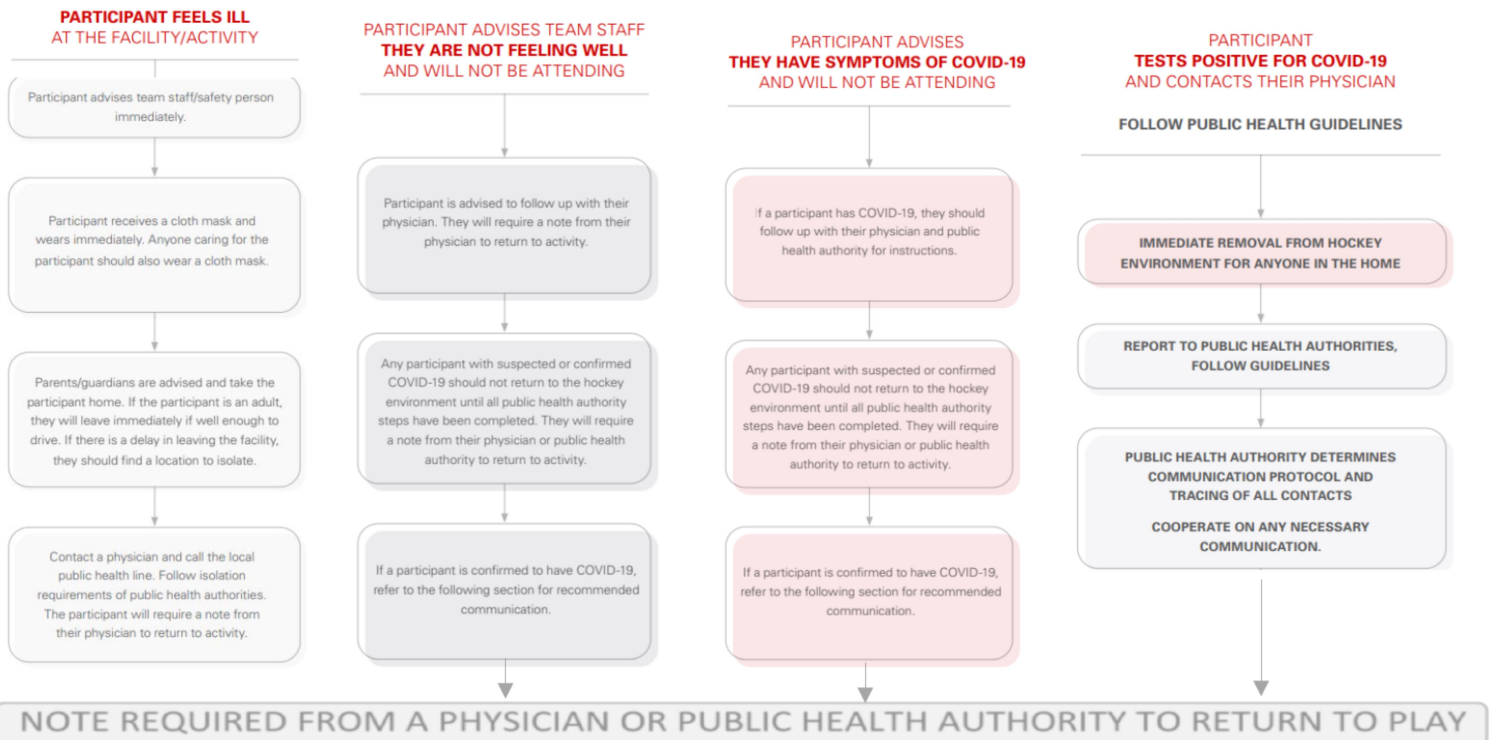 PARTICIPANT FEELS ILL
AT THE FACILITY/ACTIVITY
Participant advises team staff/safety person
immediately.
Participant receives a cloth mask and
wears immediately. Anyone caring for the
participant should also wear a cloth mask.
Parents/guardians are advised and take the
participant home. If the participant is an adult,
they will leave immediately if well enough to
drive. If there is a delay in leaving the facility,
they should find a location to isolate.
Contact a physician and call the local
public health line. Follow isolation
requirements of public health authorities.
The participant will require a note from
their physician to return to activity.
PARTICIPANT ADVISES TEAM STAFF
THEY ARE NOT FEELING WELL
AND WILL NOT BE ATTENDING
Participant is advised to follow up with their
physician. They will require a note from their
physician to return to activity.
Any participant with suspected or confirmed
COVID-19 should not return to the hockey
environment until all public health authority
steps have been completed. They will require
a note from their physician or public health
authority to return to activity.
If a participant is confirmed to have COVID-19,
refer to the following section for recommended
communication.
PARTICIPANT ADVISES
THEY HAVE SYMPTOMS OF COVID-19
AND WILL NOT BE ATTENDING
If a participant has COVID-19, they should
follow up with their physician and public
health authority for instructions.
Any participant with suspected or confirmed
COVID-19 should not return to the hockey
environment until all public health authority
steps have been completed. They will require
a note from their physician or public health
authority to return to activity.
If a participant is confirmed to have COVID-19,
refer to the following section for recommended
communication.
PARTICIPANT
TESTS POSITIVE FOR COVID-19
AND CONTACTS THEIR PHYSICIAN
FOLLOW PUBLIC HEALTH GUIDELINES
IMMEDIATE REMOVAL FROM HOCKEY
ENVIRONMENT FOR ANYONE IN THE HOME
REPORT TO PUBLIC HEALTH AUTHORITIES,
FOLLOW GUIDELINES
PUBLIC HEALTH AUTHORITY DETERMINES
COMMUNICATION PROTOCOL AND
TRACING OF ALL CONTACTS
COOPERATE ON ANY NECESSARY
COMMUNICATION.
NOTE REQUIRED FROM A PHYSICIAN OR PUBLIC HEALTH AUTHORITY TO RETURN TO PLAY